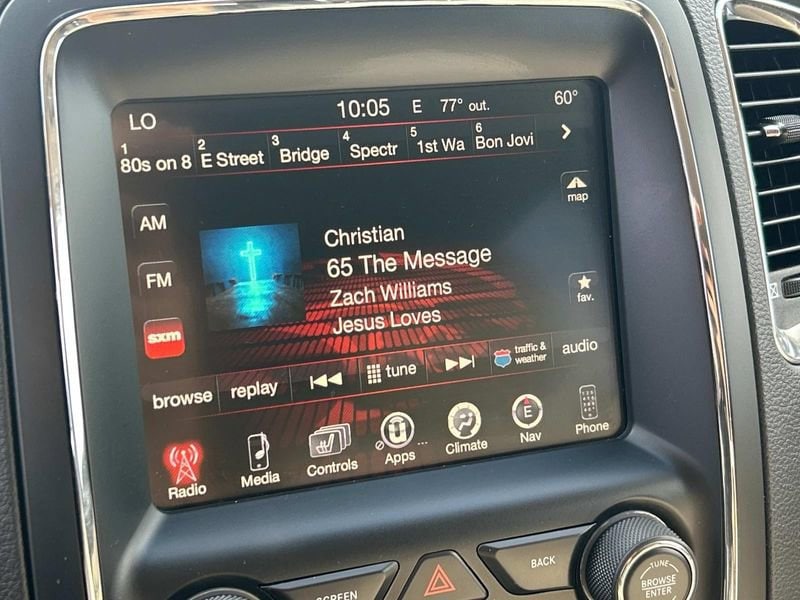 LO 10:05 E 77° out. 60°
1 80s on 8 2 E Street 3 Bridge 4 Spectr 5 1st Wa 6 Bon Jovi
map
AM
Christian
65 The Message
FM
Zach Williams
fav.
Jesus Loves
sxm
browse replay tune traffic & weather audio
Radio Media Controls Apps Climate E Nav Phone
SCREEN BACK TUNE
BROWSE
ENTER